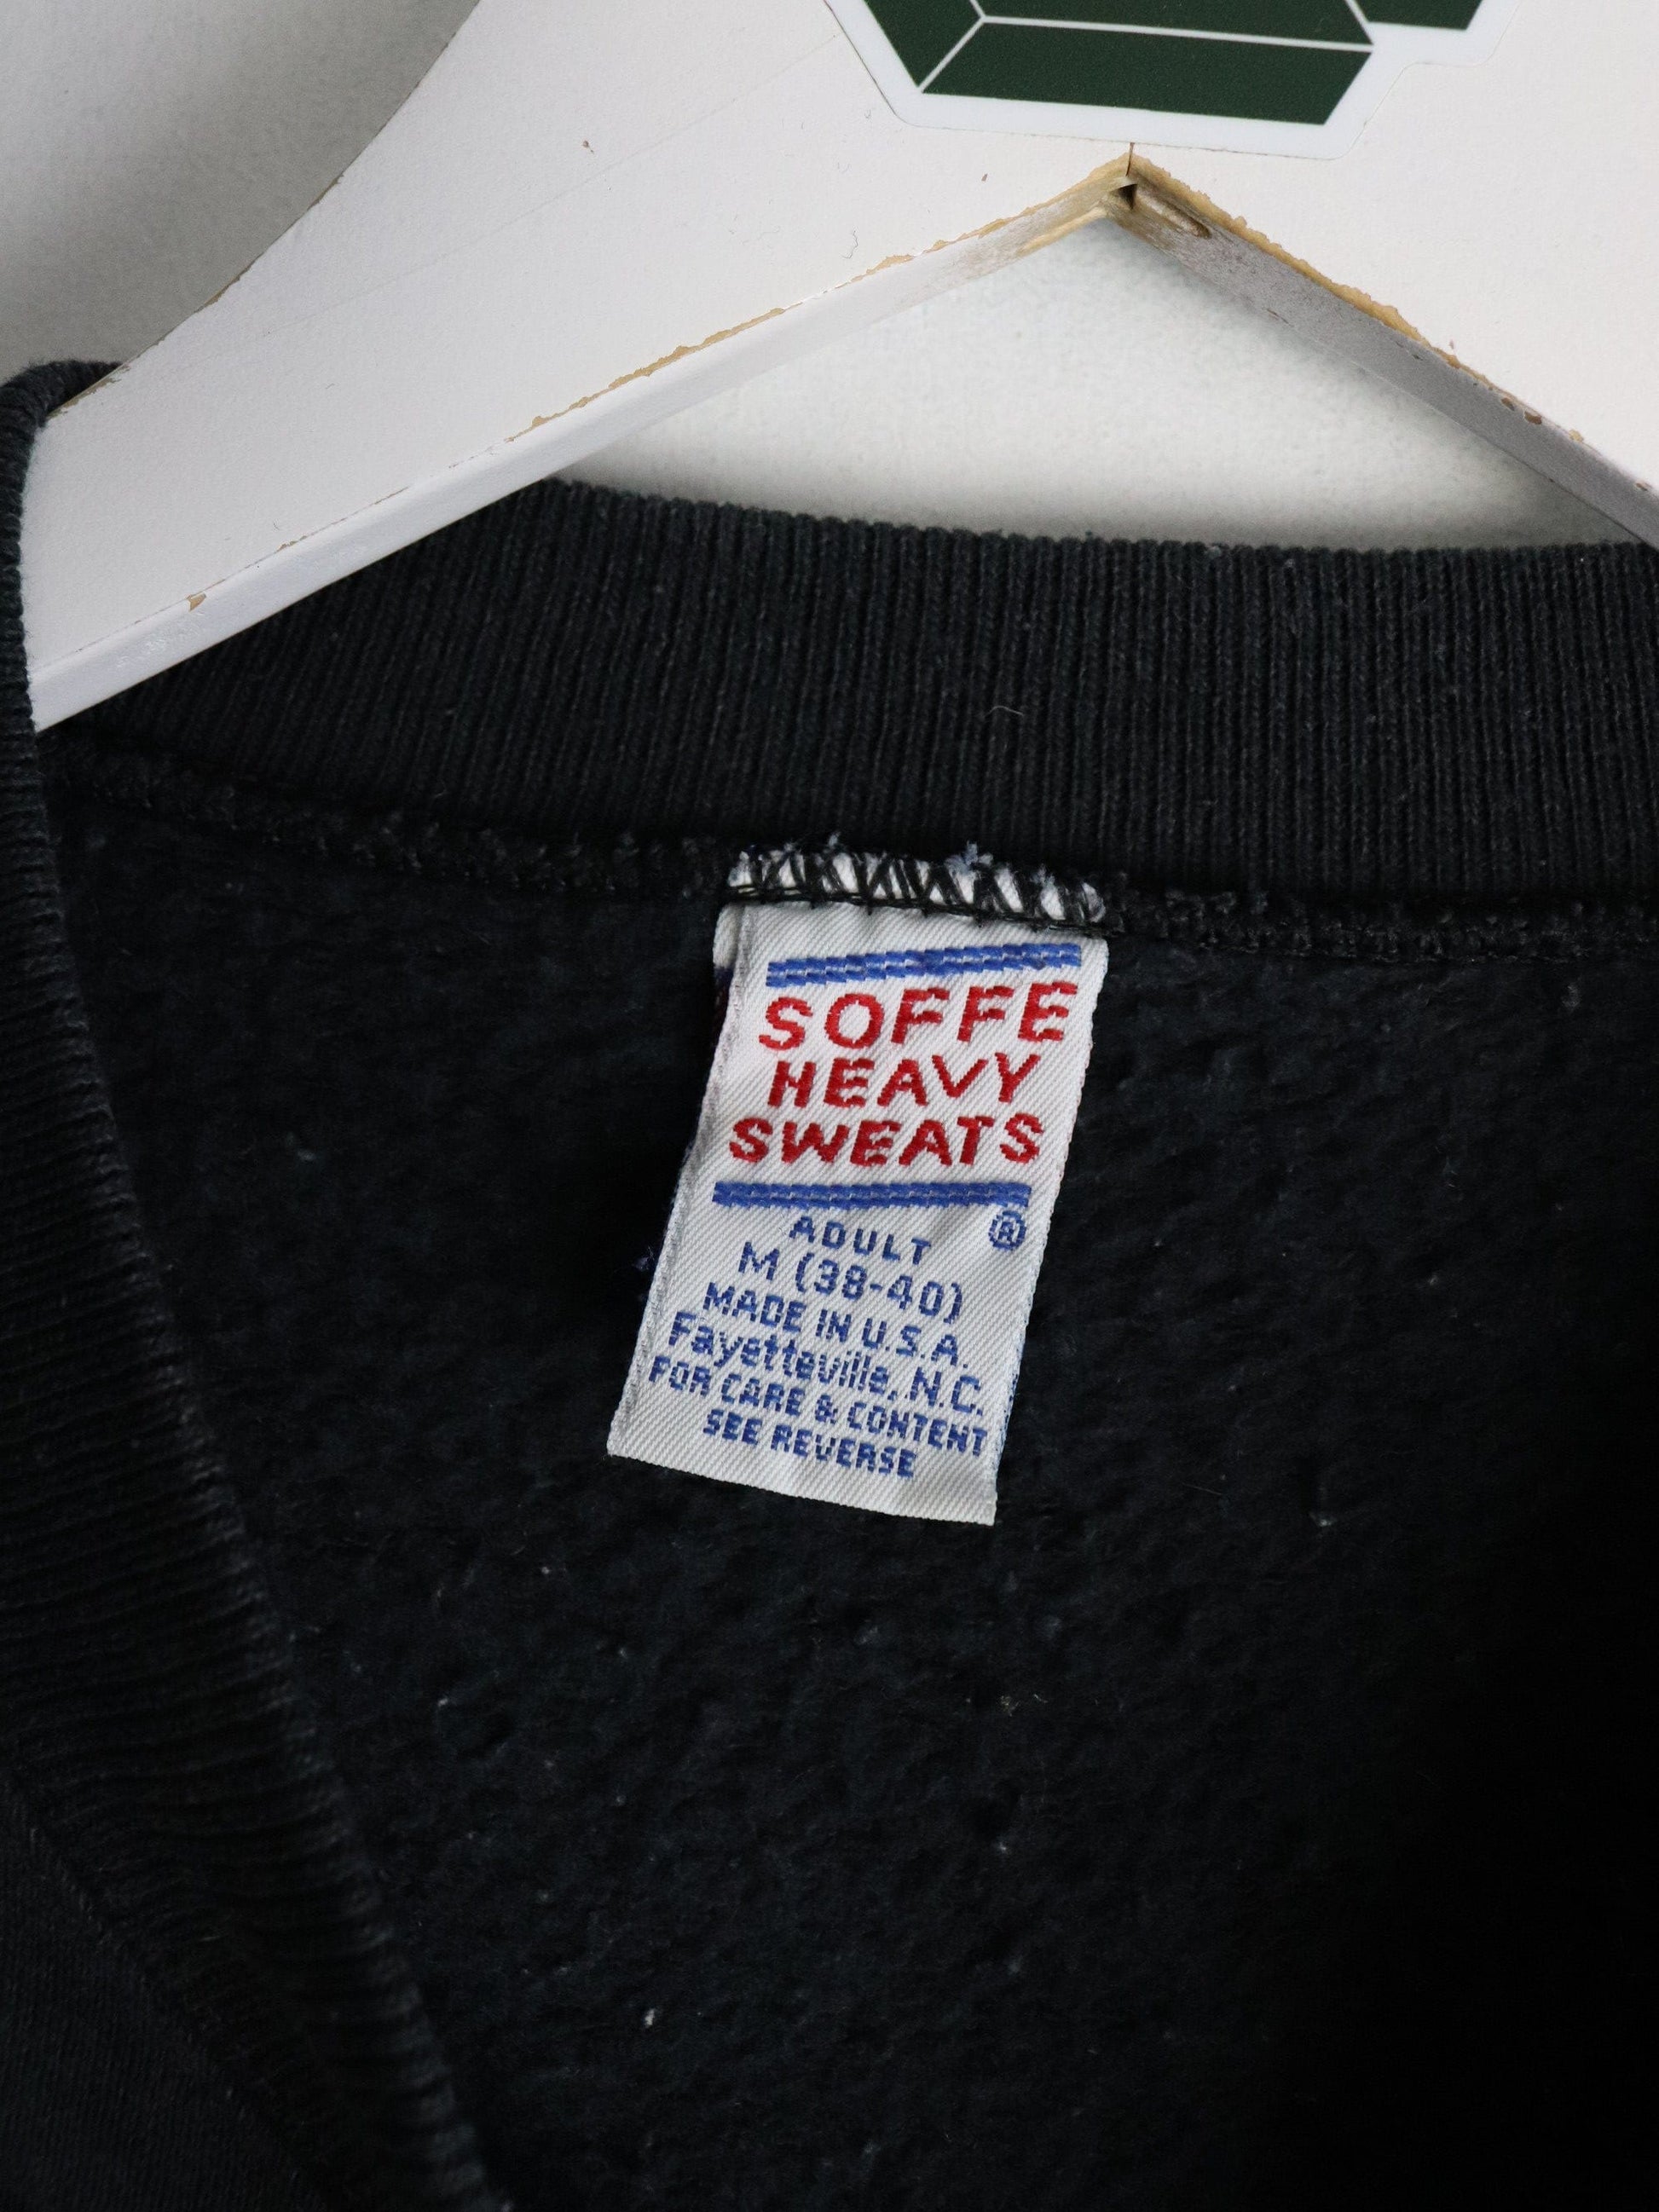 SOFFE
HEAVY
SWEATS
®
ADULT
M (38-40)
MADE IN U.S.A.
Fayetteville, N.C.
FOR CARE & CONTENT
SEE REVERSE